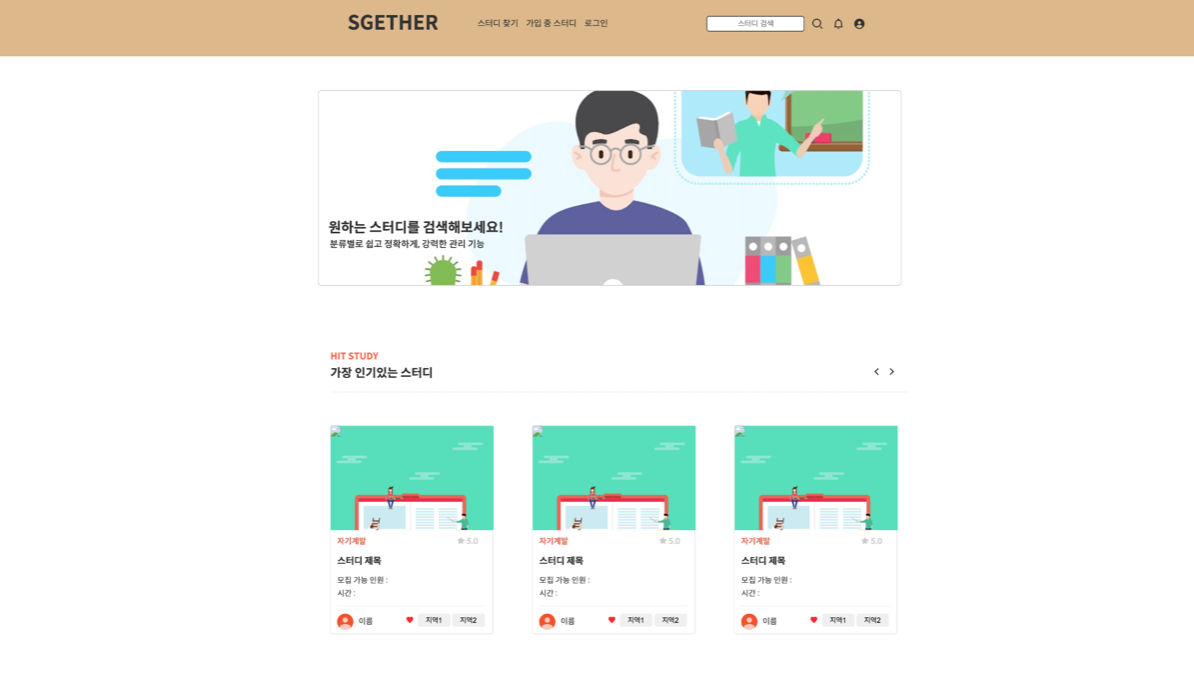 SGETHER
스터디 찾기 가입 중 스터디 로그인
스터디 검색
원하는 스터디를 검색해보세요!
분류별로 쉽고 정확하게, 강력한 관리 기능
HIT STUDY
가장 인기있는 스터디
자기계발 5.0
스터디 제목
모집 가능 인원 :
시간 :
이름 지역1 지역2
자기계발 5.0
스터디 제목
모집 가능 인원 :
시간 :
이름 지역1 지역2
자기계발 5.0
스터디 제목
모집 가능 인원 :
시간 :
이름 지역1 지역2